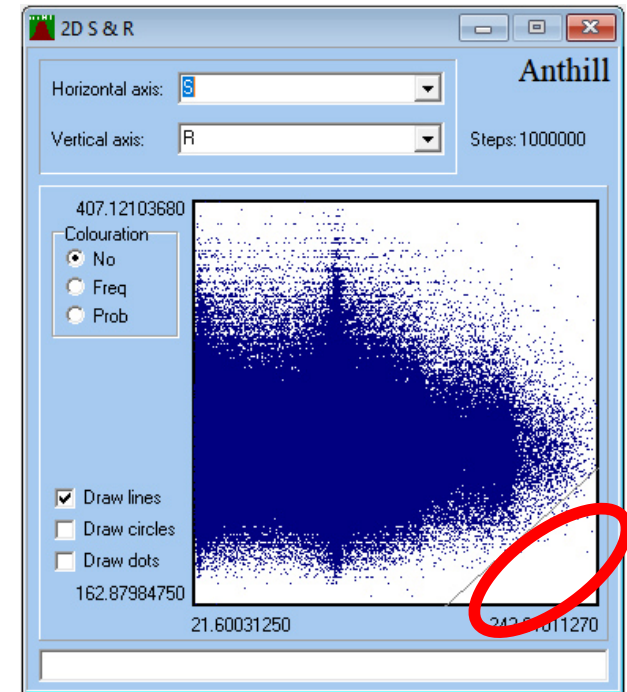 2D S & R
Anthill
Horizontal axis: S
Vertical axis: R
Steps: 1000000
407.12103680
Colouration
No
Freq
Prob
Draw lines
Draw circles
Draw dots
162.87984750
21.60031250